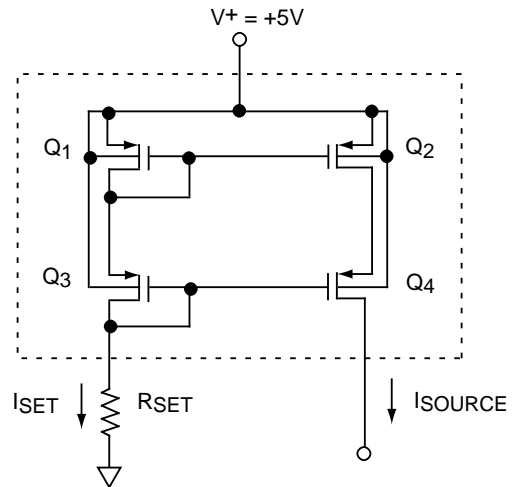 V+ = +5V
Q1
Q2
Q3
Q4
ISET
RSET
ISOURCE